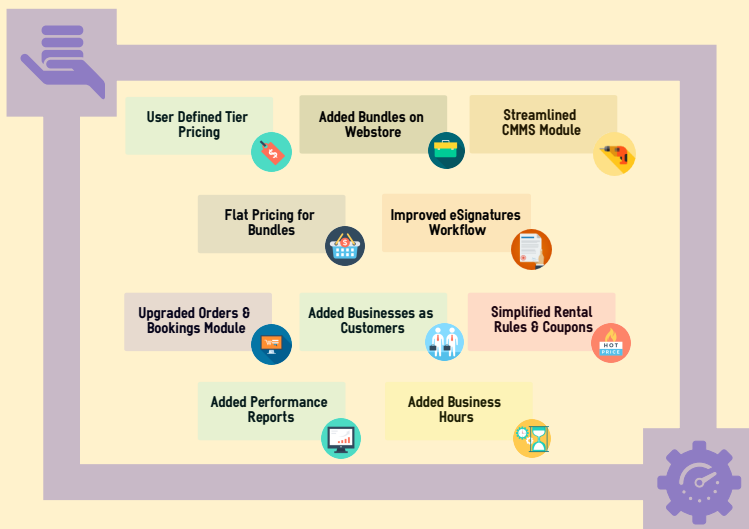 User Defined Tier
Pricing
Added Bundles on
Webstore
Streamlined
CMMS Module
Flat Pricing for
Bundles
Improved eSignatures
Workflow
Upgraded Orders &
Bookings Module
Added Businesses as
Customers
Simplified Rental
Rules & Coupons
HOT
PRICE
Added Performance
Reports
Added Business
Hours